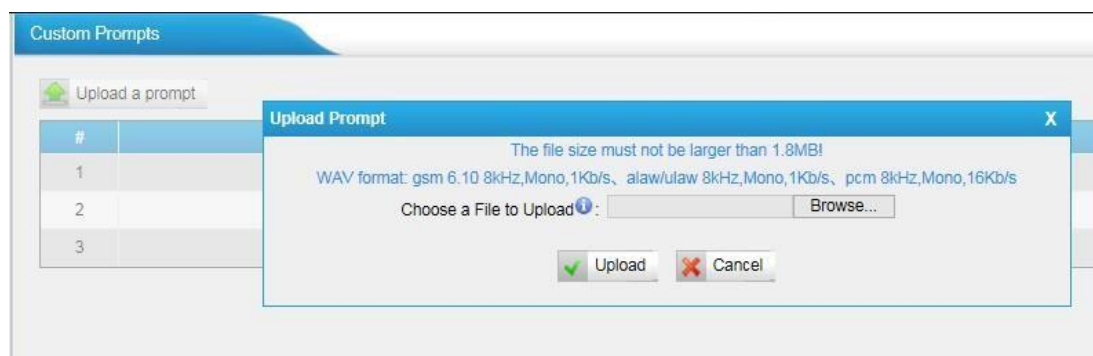 Custom Prompts
Upload a prompt
Upload Prompt
X
The file size must not be larger than 1.8MB!
WAV format: gsm 6.10 8kHz,Mono,1Kb/s、alaw/ulaw 8kHz,Mono,1Kb/s、pcm 8kHz,Mono,16Kb/s
Choose a File to Upload : Browse...
Upload Cancel
#
1
2
3